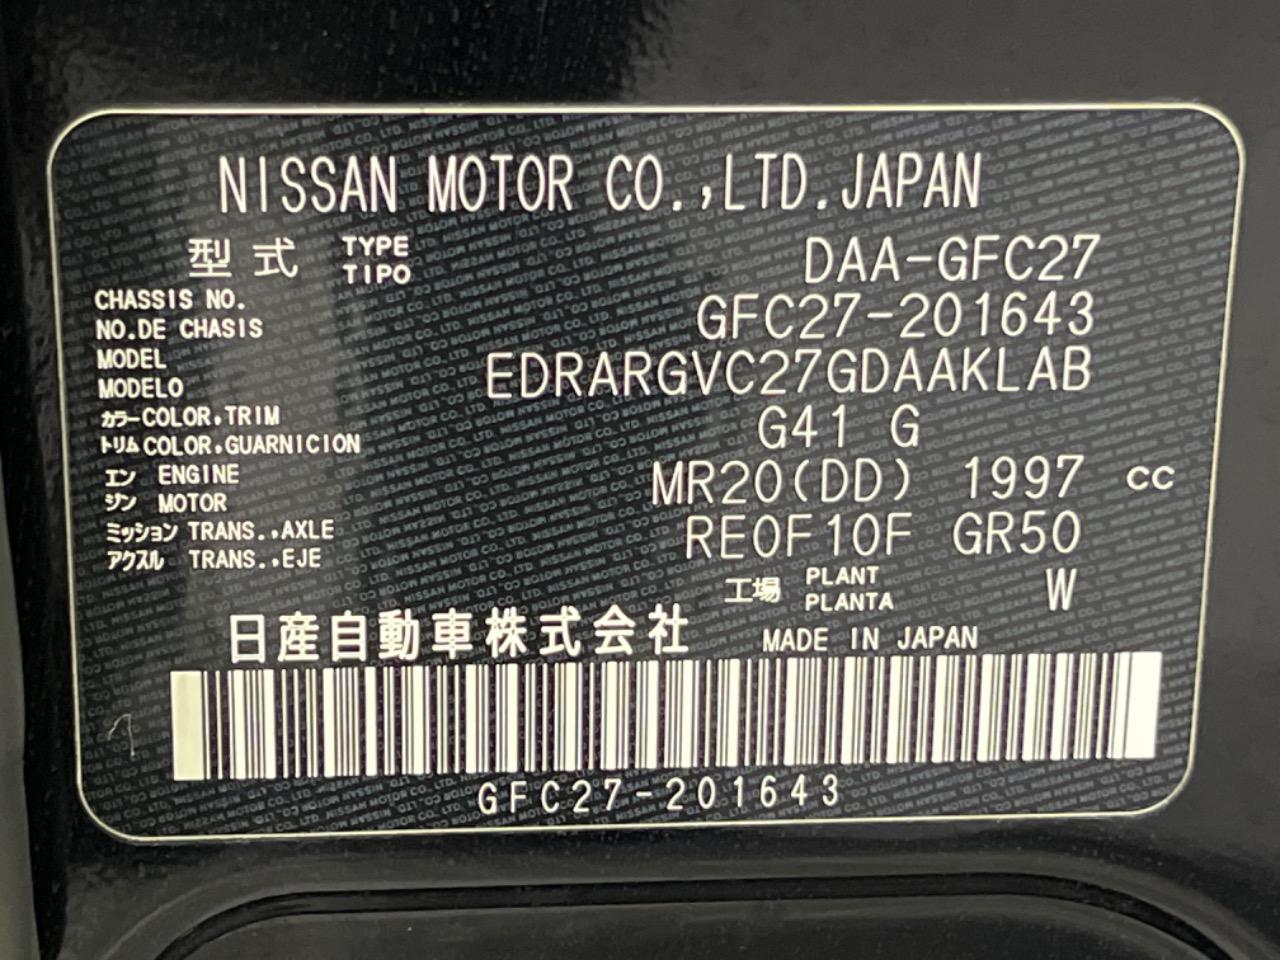 NISSAN MOTOR CO.,LTD.JAPAN
型式 TYPE TIPO DAA-GFC27
CHASSIS NO. NO.DE CHASIS GFC27-201643
MODEL MODELO EDRARGVC27GDAAKLAB
カラー COLOR,TRIM トリム COLOR,GUARNICION G41 G
エンジン ENGINE MOTOR MR20(DD) 1997 cc
ミッション TRANS.,AXLE アクスル TRANS.,EJE RE0F10F GR50
工場 PLANT PLANTA W
日産自動車株式会社 MADE IN JAPAN
GFC27-201643